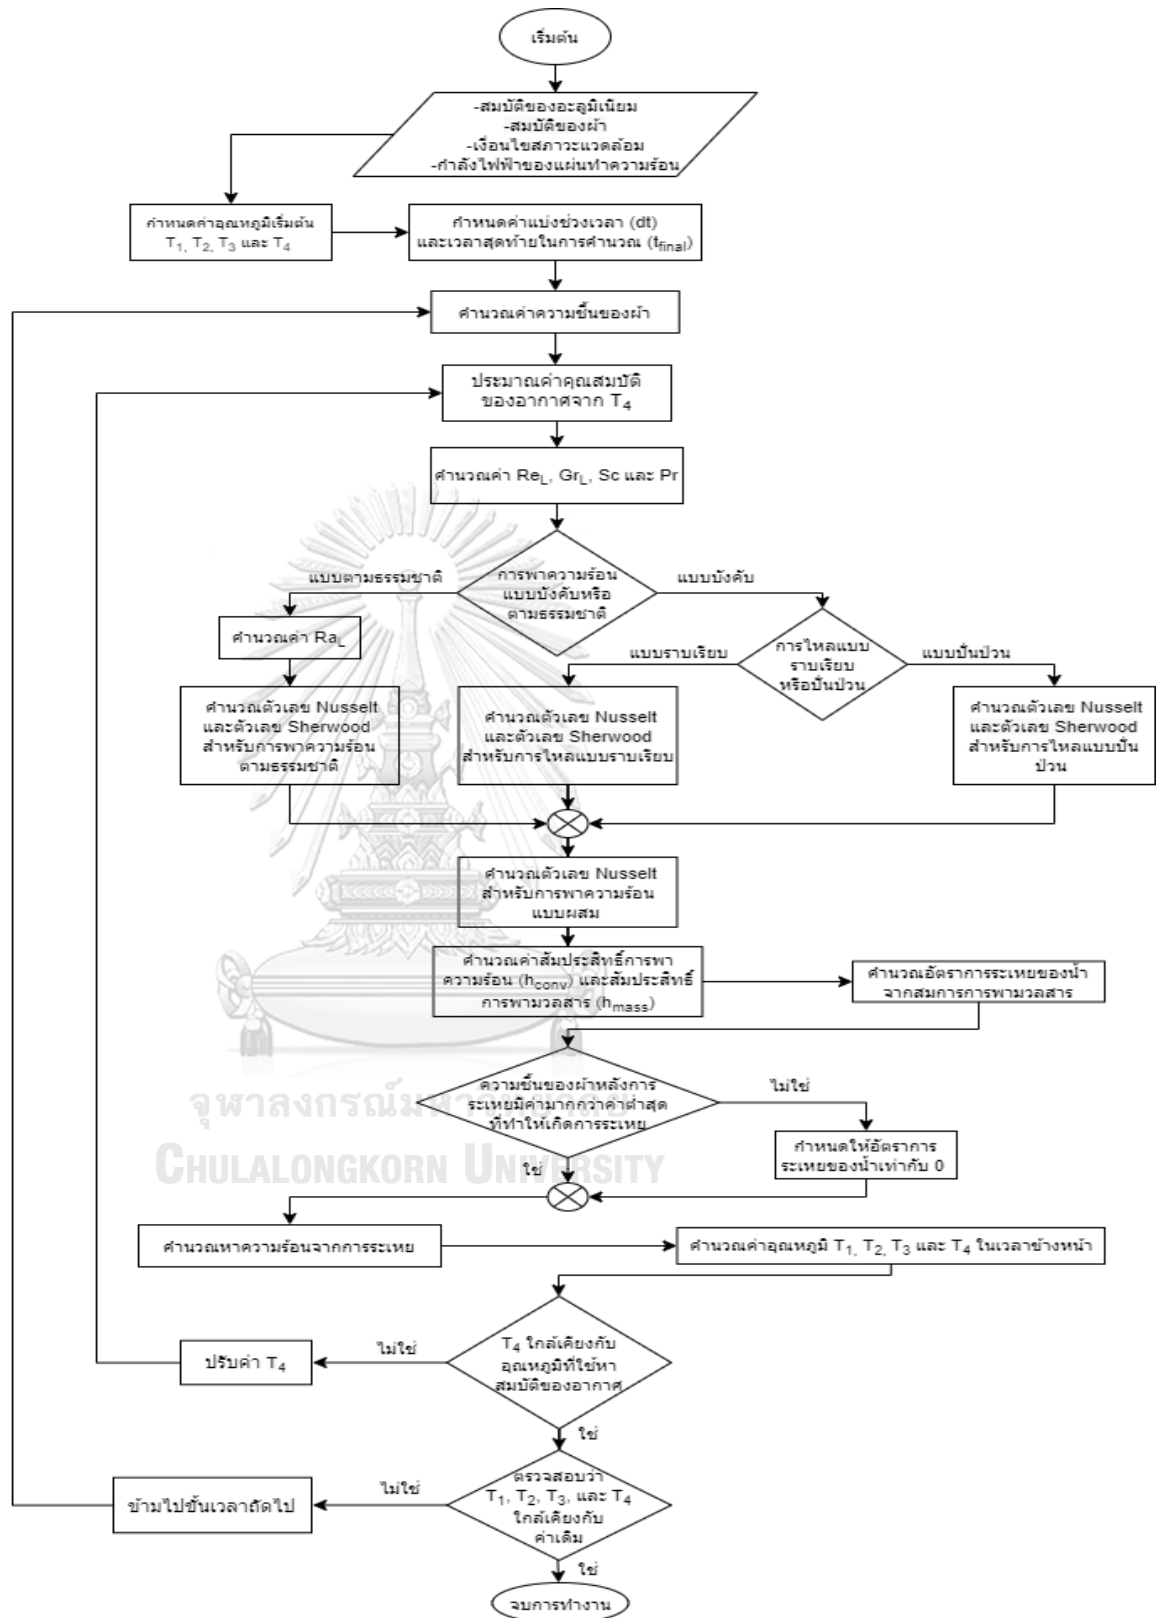 เริ่มต้น
-สมบัติของอะลูมิเนียม
-สมบัติของผ้า
-เงื่อนไขสภาวะแวดล้อม
-กำลังไฟฟ้าของแผ่นทำความร้อน
กำหนดค่าอุณหภูมิเริ่มต้น
T1, T2, T3 และ T4
กำหนดค่าแบ่งช่วงเวลา (dt)
และเวลาสุดท้ายในการคำนวณ (tfinal)
คำนวณค่าความชื้นของผ้า
ประมาณค่าคุณสมบัติ
ของอากาศจาก T4
คำนวณค่า ReL, GrL, Sc และ Pr
การพาความร้อน
แบบบังคับหรือ
ตามธรรมชาติ
แบบตามธรรมชาติ
แบบบังคับ
คำนวณค่า RaL
การไหลแบบ
ราบเรียบ
หรือปั่นป่วน
แบบราบเรียบ
แบบปั่นป่วน
คำนวณตัวเลข Nusselt
และตัวเลข Sherwood
สำหรับการพาความร้อน
ตามธรรมชาติ
คำนวณตัวเลข Nusselt
และตัวเลข Sherwood
สำหรับการไหลแบบราบเรียบ
คำนวณตัวเลข Nusselt
และตัวเลข Sherwood
สำหรับการไหลแบบปั่น
ป่วน
คำนวณตัวเลข Nusselt
สำหรับการพาความร้อน
แบบผสม
คำนวณค่าสัมประสิทธิ์การพา
ความร้อน (hconv) และสัมประสิทธิ์
การพามวลสาร (hmass)
คำนวณอัตราการระเหยของน้ำ
จากสมการการพามวลสาร
ความชื้นของผ้าหลังการ
ระเหยมีค่ามากกว่าค่าต่ำสุด
ที่ทำให้เกิดการระเหย
ไม่ใช่
กำหนดให้อัตราการ
ระเหยของน้ำเท่ากับ 0
ใช่
จุฬาลงกรณ์มหาวิทยาลัย
CHULALONGKORN UNIVERSITY
คำนวณหาความร้อนจากการระเหย
คำนวณค่าอุณหภูมิ T1, T2, T3 และ T4 ในเวลาข้างหน้า
T4 ใกล้เคียงกับ
อุณหภูมิที่ใช้หา
สมบัติของอากาศ
ไม่ใช่
ปรับค่า T4
ใช่
ตรวจสอบว่า
T1, T2, T3, และ T4
ใกล้เคียงกับ
ค่าเดิม
ไม่ใช่
ข้ามไปขั้นเวลาถัดไป
ใช่
จบการทำงาน